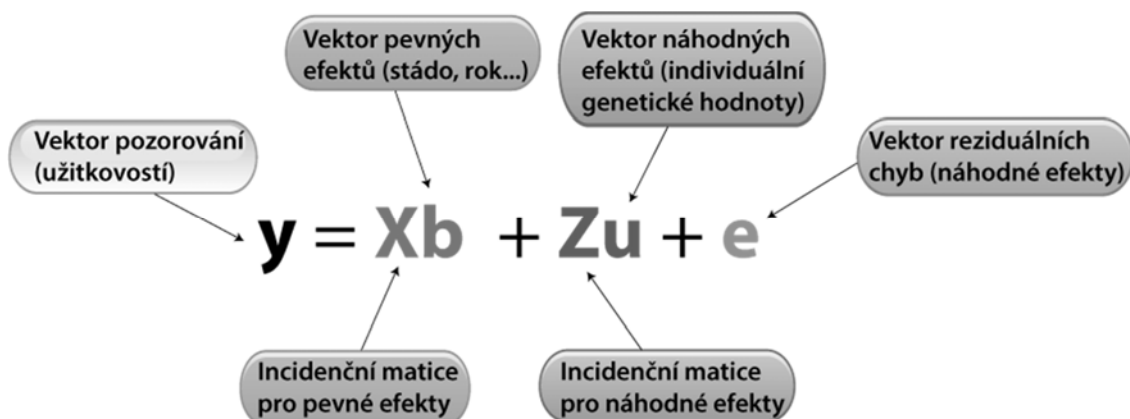 Vektor pevných
efektů (stádo, rok...)
Vektor náhodných
efektů (individuální
genetické hodnoty)
Vektor pozorování
(užitkovostí)
Vektor reziduálních
chyb (náhodné efekty)
y = Xb + Zu + e
Incidenční matice
pro pevné efekty
Incidenční matice
pro náhodné efekty